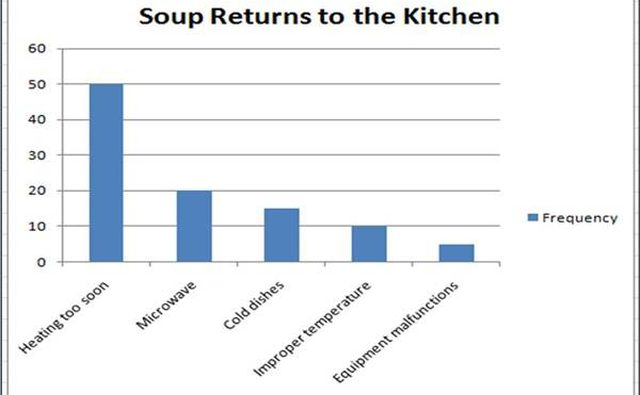 Soup Returns to the Kitchen
60
50
40
30
20
10
0
Heating too soon
Microwave
Cold dishes
Improper temperature
Equipment malfunctions
Frequency